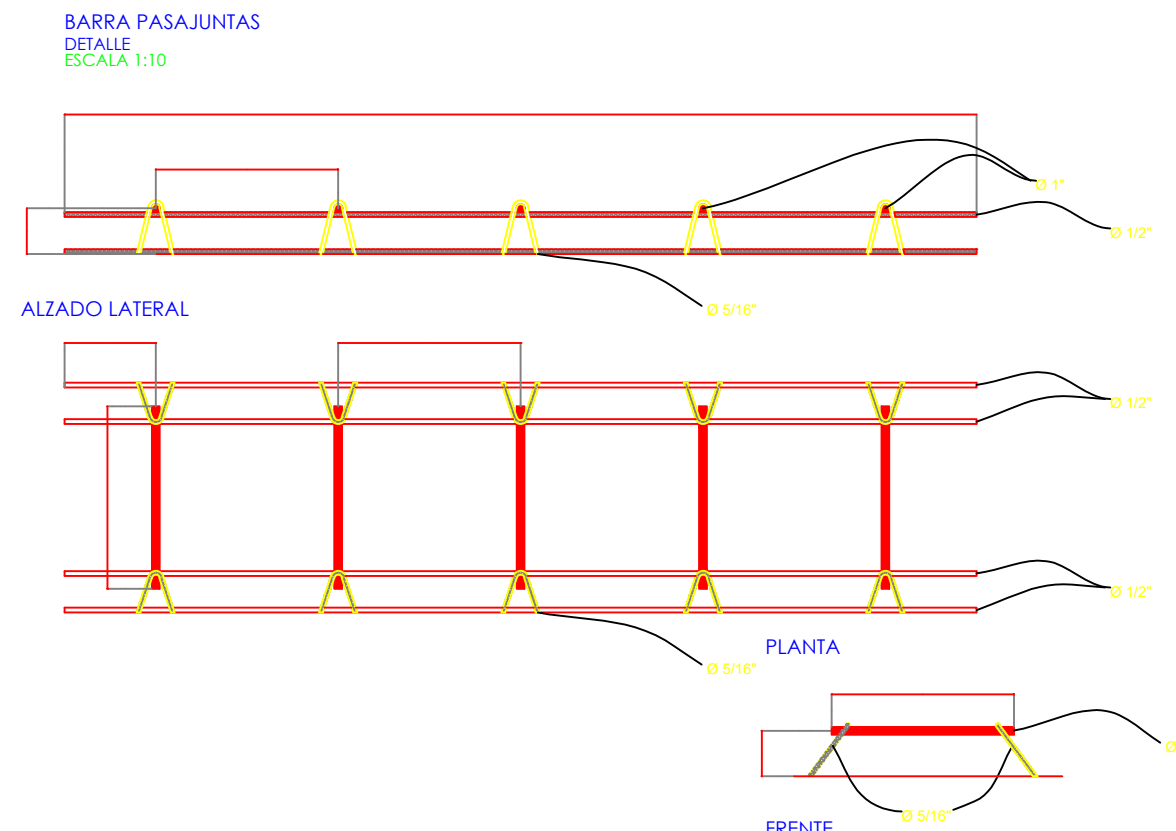 BARRA PASAJUNTAS
DETALLE
ESCALA 1:10
Ø 1"
Ø 1/2"
Ø 5/16"
ALZADO LATERAL
Ø 1/2"
Ø 1/2"
PLANTA
Ø 5/16"
Ø
Ø 5/16"
FRENTE